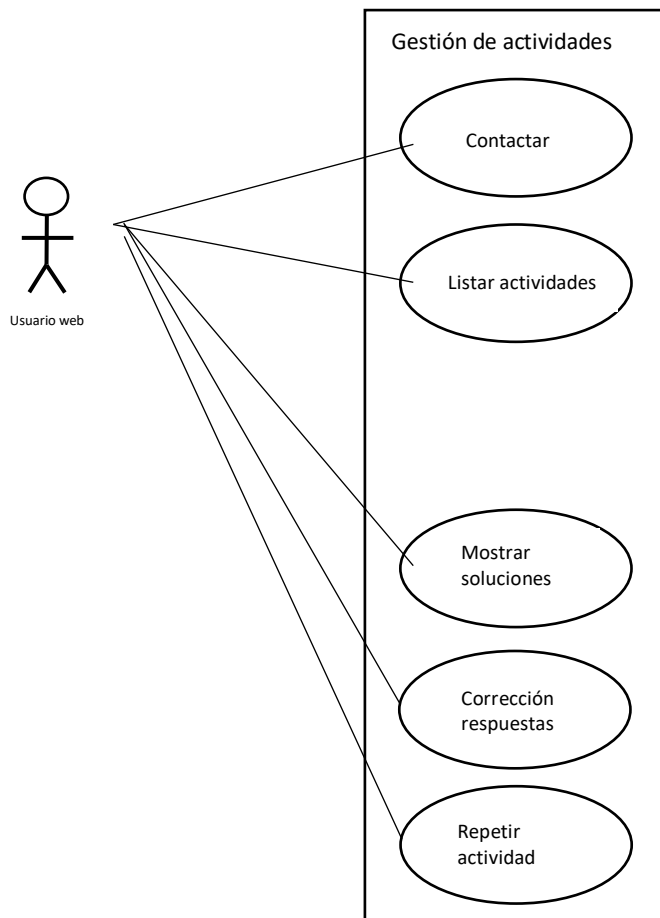 Gestión de actividades
Contactar
Listar actividades
Usuario web
Mostrar
soluciones
Corrección
respuestas
Repetir
actividad